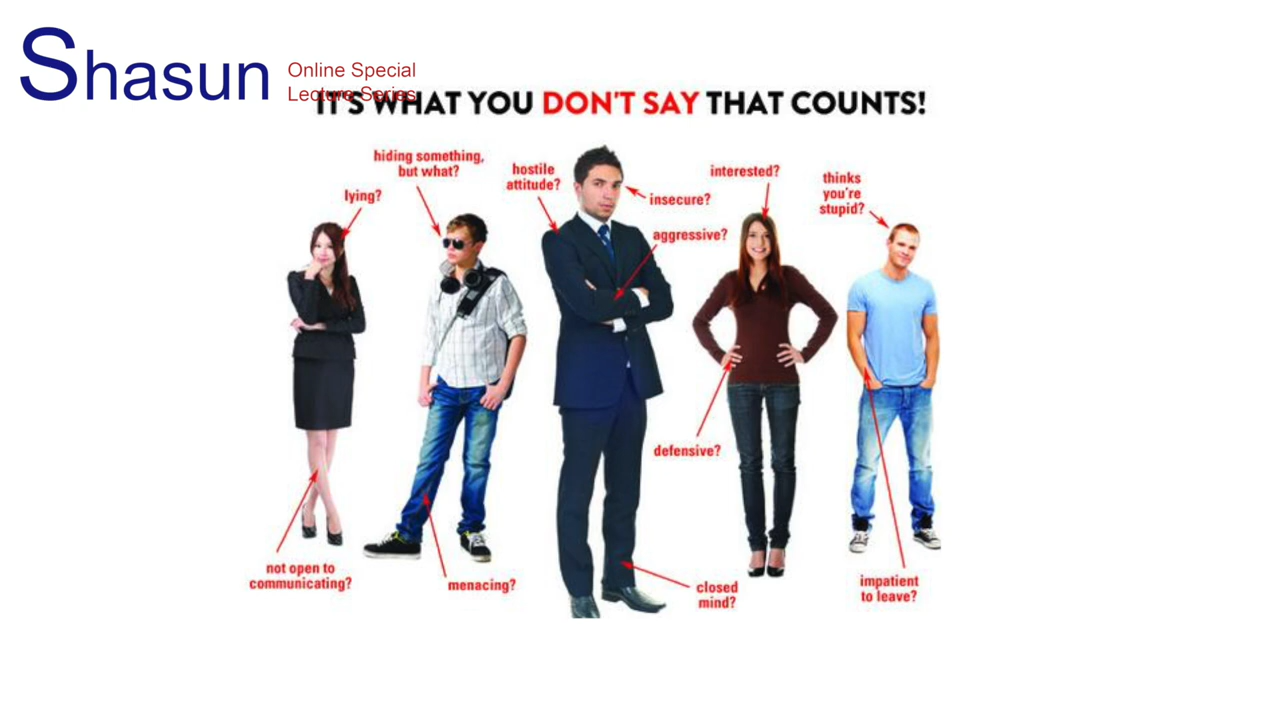 Shasun
Online Special
Lecture Series
IT'S WHAT YOU DON'T SAY THAT COUNTS!
hiding something,
but what?
lying?
hostile
attitude?
insecure?
aggressive?
interested?
thinks
you're
stupid?
defensive?
not open to
communicating?
menacing?
closed
mind?
impatient
to leave?